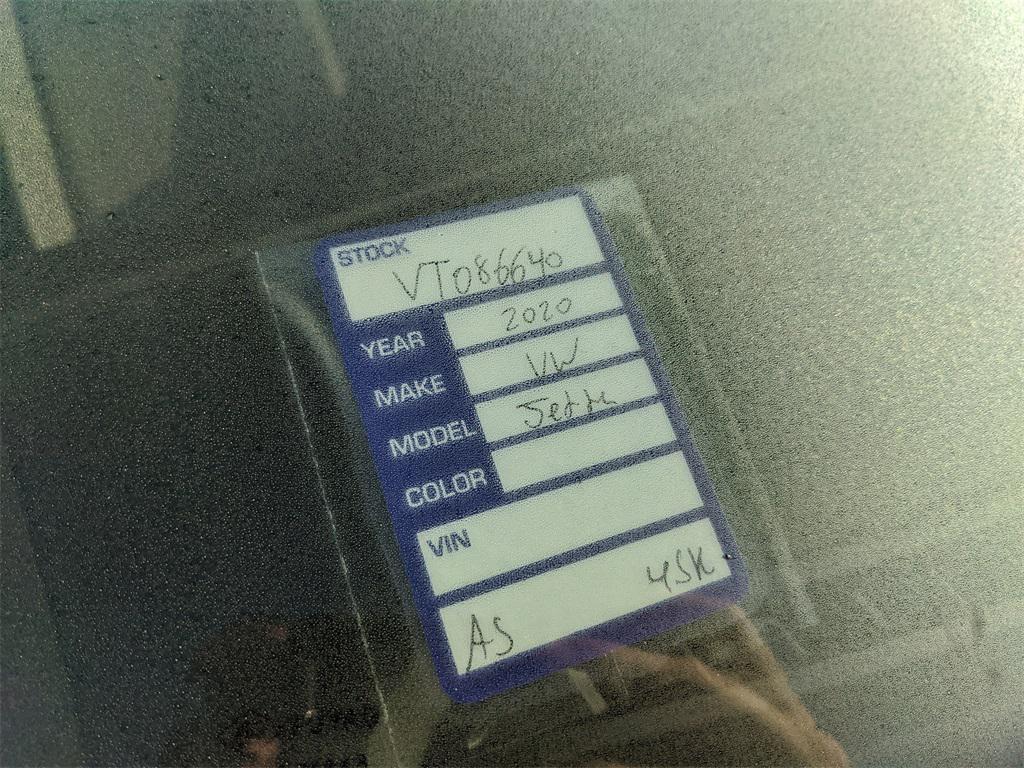 STOCK
VT086640
YEAR 2020
MAKE VW
MODEL Jetta
COLOR
VIN
AS 45K